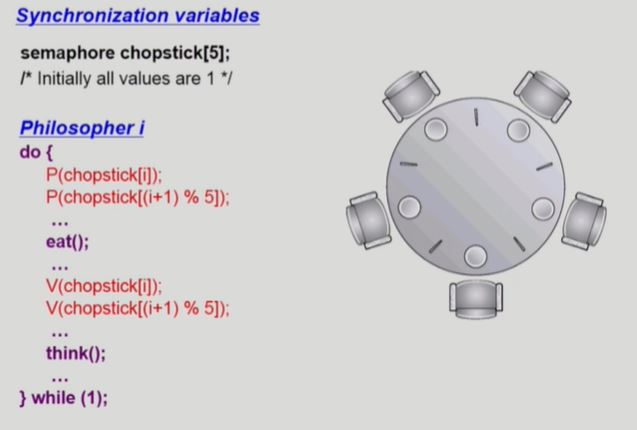 Synchronization variables
semaphore chopstick[5];
/* Initially all values are 1 */
Philosopher i
do {
P(chopstick[i]);
P(chopstick[(i+1) % 5]);
...
eat();
...
V(chopstick[i]);
V(chopstick[(i+1) % 5]);
...
think();
...
} while (1);